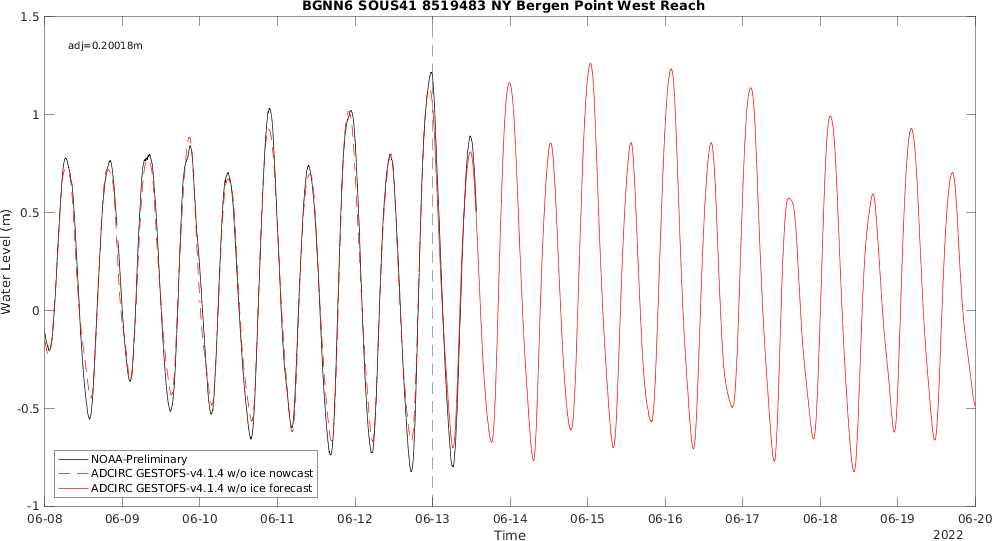 BGNN6 SOUS41 8519483 NY Bergen Point West Reach
1.5
adj=0.20018m
1
0.5
Water Level (m)
0
-0.5
NOAA-Preliminary
ADCIRC GESTOFS-v4.1.4 w/o ice nowcast
ADCIRC GESTOFS-v4.1.4 w/o ice forecast
-1
06-08 06-09 06-10 06-11 06-12 06-13 06-14 06-15 06-16 06-17 06-18 06-19 06-20
Time
2022